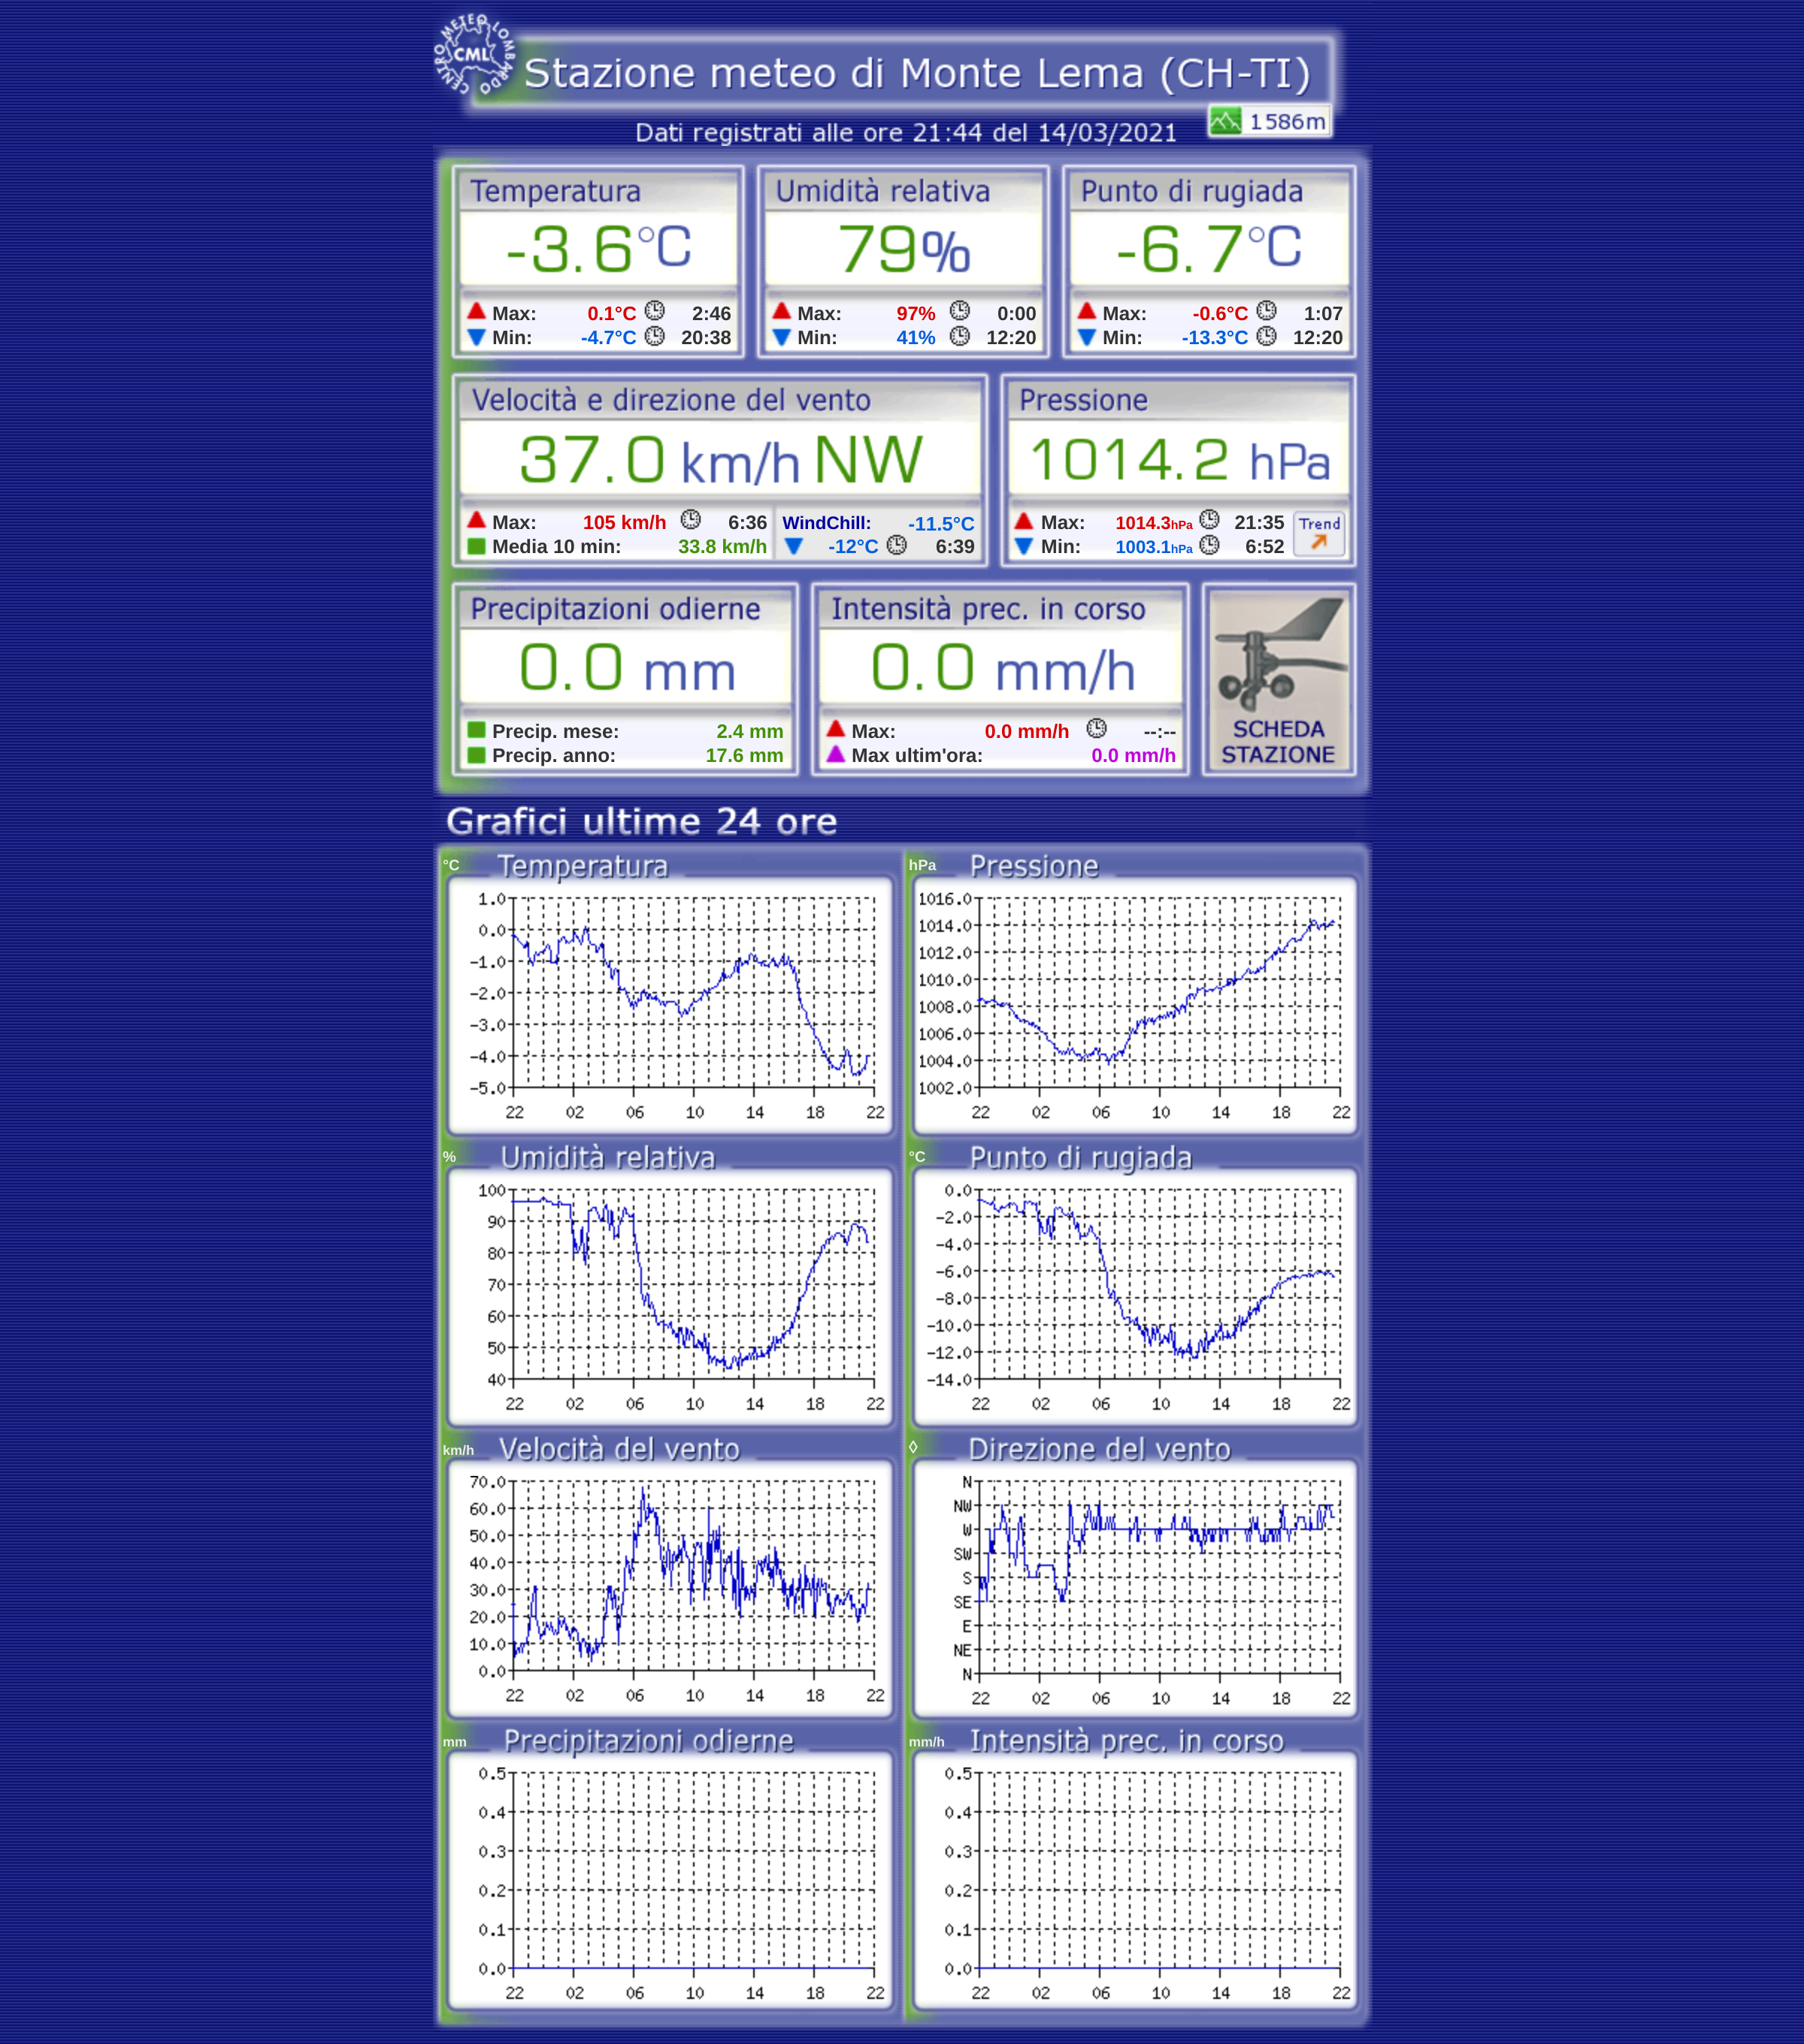 CENTRO METEO LOMBARDO
CML
Stazione meteo di Monte Lema (CH-TI)
1586m
Dati registrati alle ore 21:44 del 14/03/2021
Temperatura Umidità relativa Punto di rugiada
-3.6°C 79% -6.7°C
Max: 0.1°C 2:46 Max: 97% 0:00 Max: -0.6°C 1:07
Min: -4.7°C 20:38 Min: 41% 12:20 Min: -13.3°C 12:20
Velocità e direzione del vento Pressione
37.0 km/h NW 1014.2 hPa
Max: 105 km/h 6:36 WindChill: -11.5°C Max: 1014.3hPa 21:35 Trend
Media 10 min: 33.8 km/h -12°C 6:39 Min: 1003.1hPa 6:52
Precipitazioni odierne Intensità prec. in corso
0.0 mm 0.0 mm/h
Precip. mese: 2.4 mm Max: 0.0 mm/h --:-- SCHEDA
Precip. anno: 17.6 mm Max ultim'ora: 0.0 mm/h STAZIONE
Grafici ultime 24 ore
°C Temperatura
1.0
0.0
-1.0
-2.0
-3.0
-4.0
-5.0
22 02 06 10 14 18 22
hPa Pressione
1016.0
1014.0
1012.0
1010.0
1008.0
1006.0
1004.0
1002.0
22 02 06 10 14 18 22
% Umidità relativa
100
90
80
70
60
50
40
22 02 06 10 14 18 22
°C Punto di rugiada
0.0
-2.0
-4.0
-6.0
-8.0
-10.0
-12.0
-14.0
22 02 06 10 14 18 22
km/h Velocità del vento
70.0
60.0
50.0
40.0
30.0
20.0
10.0
0.0
22 02 06 10 14 18 22
◊ Direzione del vento
N
NW
W
SW
S
SE
E
NE
N
22 02 06 10 14 18 22
mm Precipitazioni odierne
0.5
0.4
0.3
0.2
0.1
0.0
22 02 06 10 14 18 22
mm/h Intensità prec. in corso
0.5
0.4
0.3
0.2
0.1
0.0
22 02 06 10 14 18 22